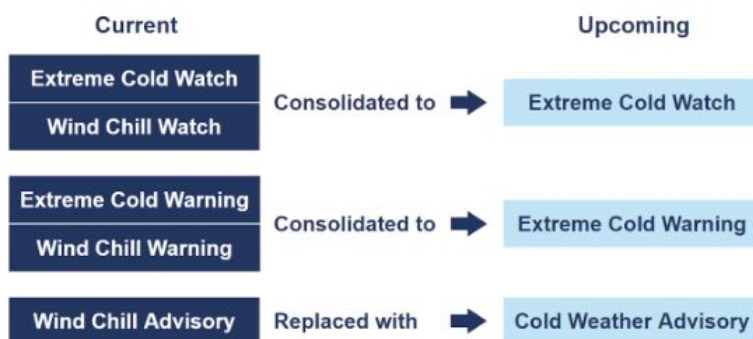 Current Upcoming
Extreme Cold Watch
Wind Chill Watch
Consolidated to
Extreme Cold Watch
Extreme Cold Warning
Wind Chill Warning
Consolidated to
Extreme Cold Warning
Wind Chill Advisory
Replaced with
Cold Weather Advisory